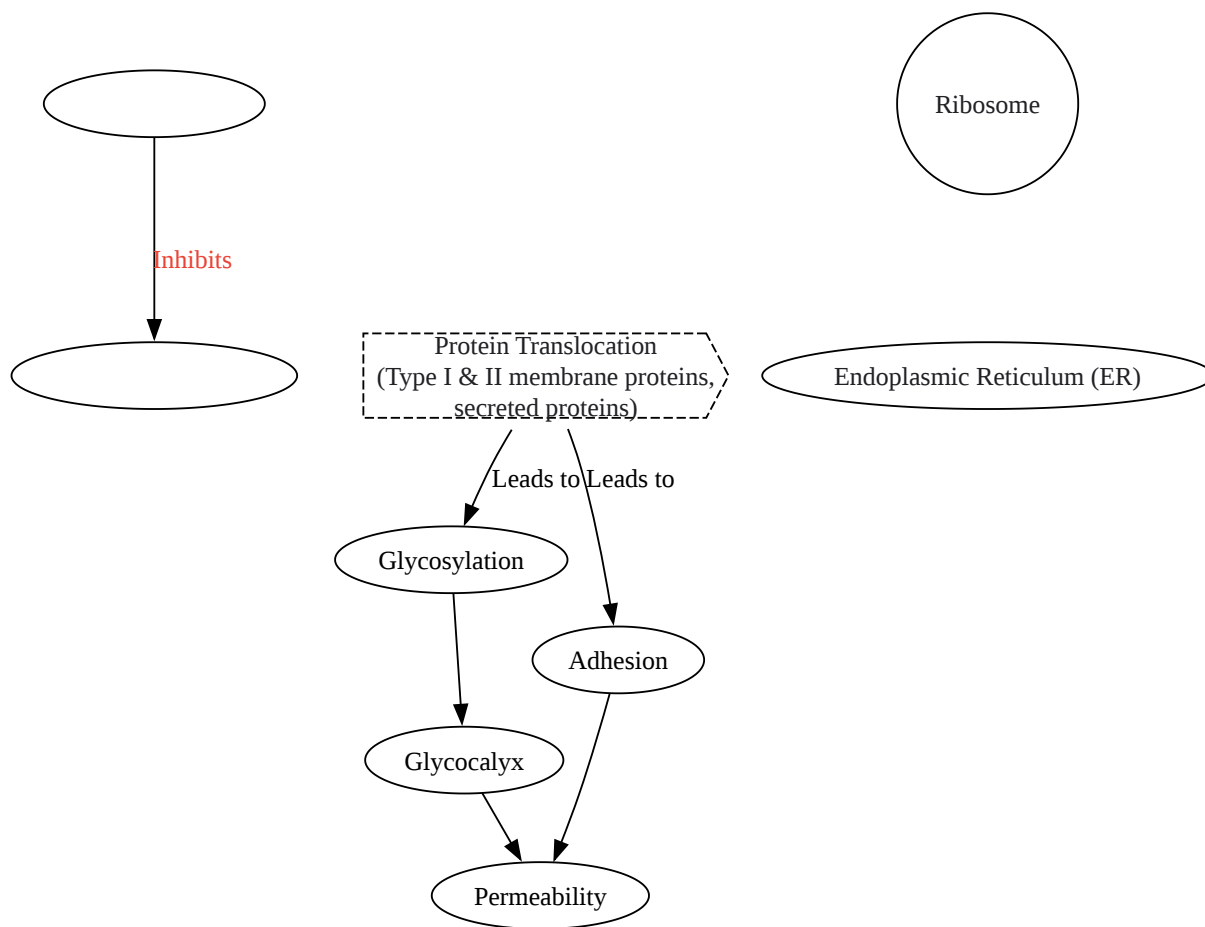 Ribosome
Inhibits
Protein Translocation
(Type I & II membrane proteins,
secreted proteins)
Endoplasmic Reticulum (ER)
Leads to
Leads to
Glycosylation
Adhesion
Glycocalyx
Permeability